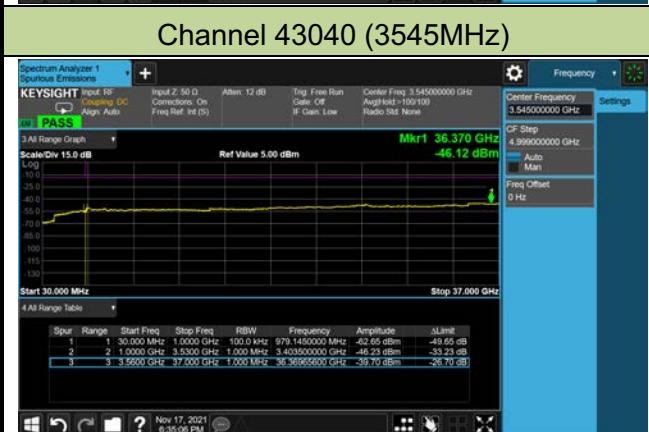 Channel 43040 (3545MHz)
Spectrum Analyzer 1
Spurious Emissions
Frequency
KEYSIGHT
Input: RF
Coupling: DC
Align: Auto
Input Z: 50 Ω
Corrections: On
Freq Ref: Int (S)
Atten: 12 dB
Trig: Free Run
Gate: Off
IF Gain: Low
Center Freq: 3.545000000 GHz
Avg|Hold:>100/100
Radio Std: None
PASS
Center Frequency
3.545000000 GHz
Settings
CF Step
4.999000000 GHz
Auto
Man
Freq Offset
0 Hz
3 All Range Graph
Mkr1 36.370 GHz
Scale/Div 15.0 dB
Ref Value 5.00 dBm
-46.12 dBm
Log
-10.0
-25.0
-40.0
-55.0
-70.0
-85.0
-100
-115
-130
1
Start 30.000 MHz
Stop 37.000 GHz
4 All Range Table
Spur Range Start Freq Stop Freq RBW Frequency Amplitude ΔLimit
1 1 30.000 MHz 1.0000 GHz 100.0 kHz 979.1450000 MHz -62.65 dBm -49.65 dB
2 2 1.0000 GHz 3.5300 GHz 1.000 MHz 3.403500000 GHz -46.23 dBm -33.23 dB
3 3 3.5600 GHz 37.000 GHz 1.000 MHz 36.36965600 GHz -39.70 dBm -26.70 dB
Nov 17, 2021
6:35:06 PM